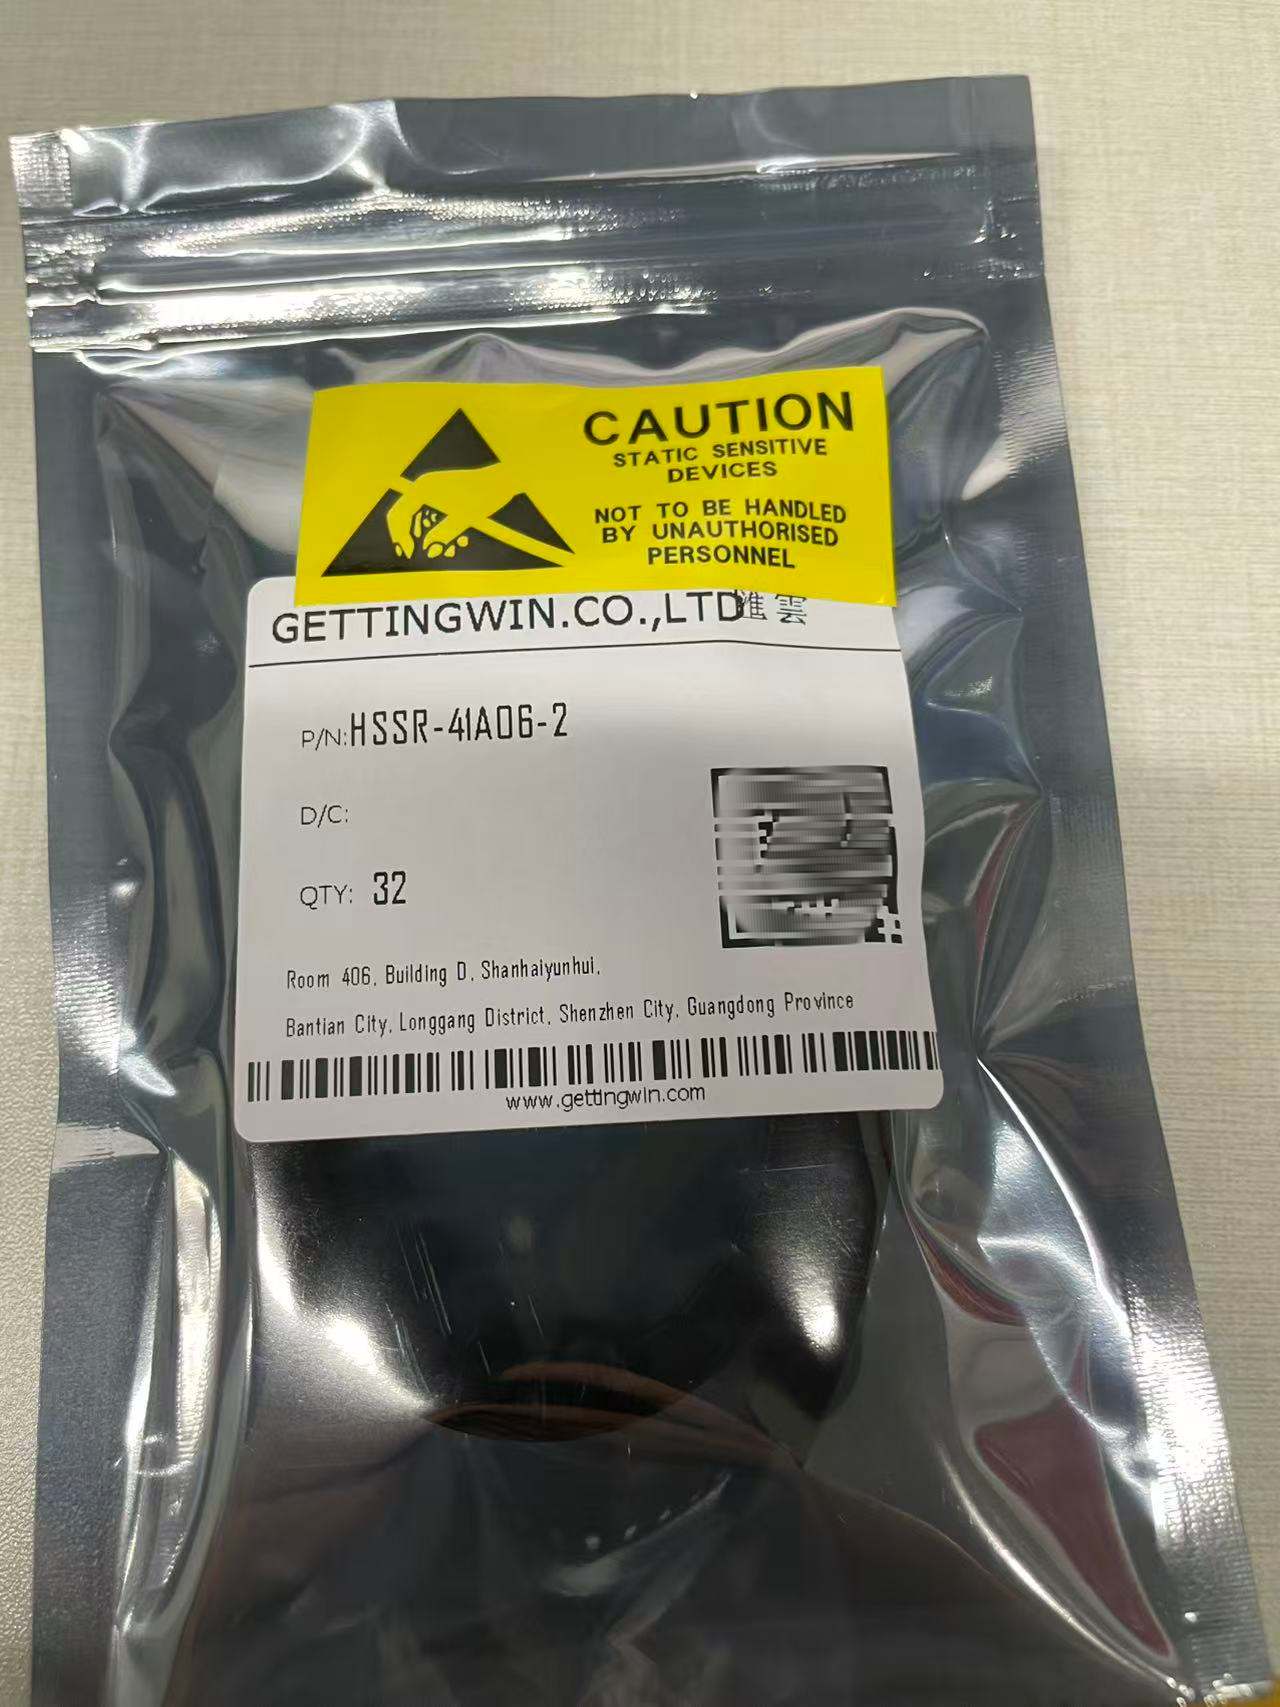 CAUTION
STATIC SENSITIVE
DEVICES
NOT TO BE HANDLED
BY UNAUTHORISED
PERSONNEL
GETTINGWIN.CO.,LTD 雲
P/N:HSSR-41A06-2
D/C:
QTY: 32
Room 406, Building D, Shanhaiyunhui,
Bantian City, Longgang District, Shenzhen City, Guangdong Province
www.gettingwin.com